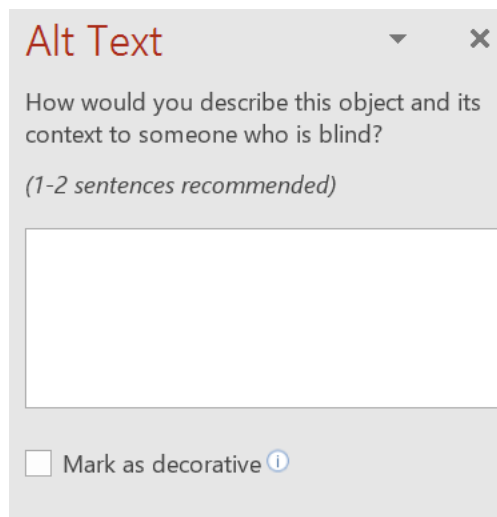 Alt Text
How would you describe this object and its
context to someone who is blind?
(1-2 sentences recommended)
Mark as decorative